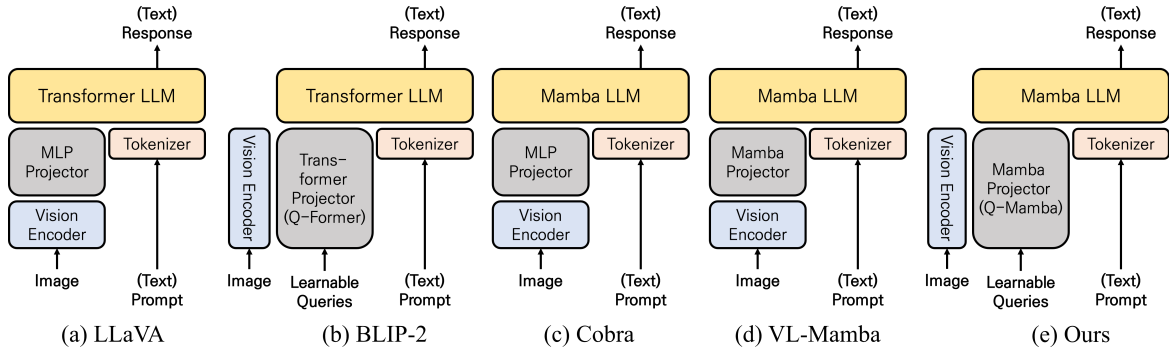 (Text)
Response
Transformer LLM
MLP
Projector
Tokenizer
Vision
Encoder
Image
(Text)
Prompt
(a) LLaVA
(Text)
Response
Transformer LLM
Vision Encoder
Trans-
former
Projector
(Q-Former)
Tokenizer
Image
Learnable
Queries
(Text)
Prompt
(b) BLIP-2
(Text)
Response
Mamba LLM
MLP
Projector
Tokenizer
Vision
Encoder
Image
(Text)
Prompt
(c) Cobra
(Text)
Response
Mamba LLM
Mamba
Projector
Tokenizer
Vision
Encoder
Image
(Text)
Prompt
(d) VL-Mamba
(Text)
Response
Mamba LLM
Vision Encoder
Mamba
Projector
(Q-Mamba)
Tokenizer
Image
Learnable
Queries
(Text)
Prompt
(e) Ours